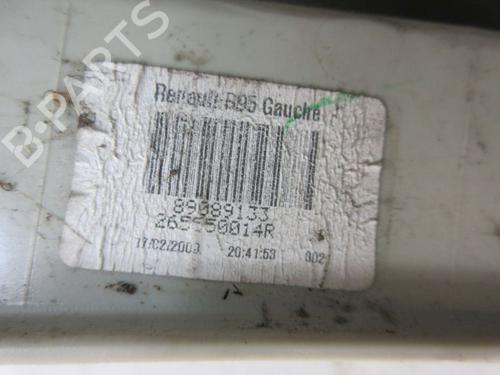 B-PARTS
Renault B95 Gauche
89089133
265550014R
17/02/2009 20:41:53 002